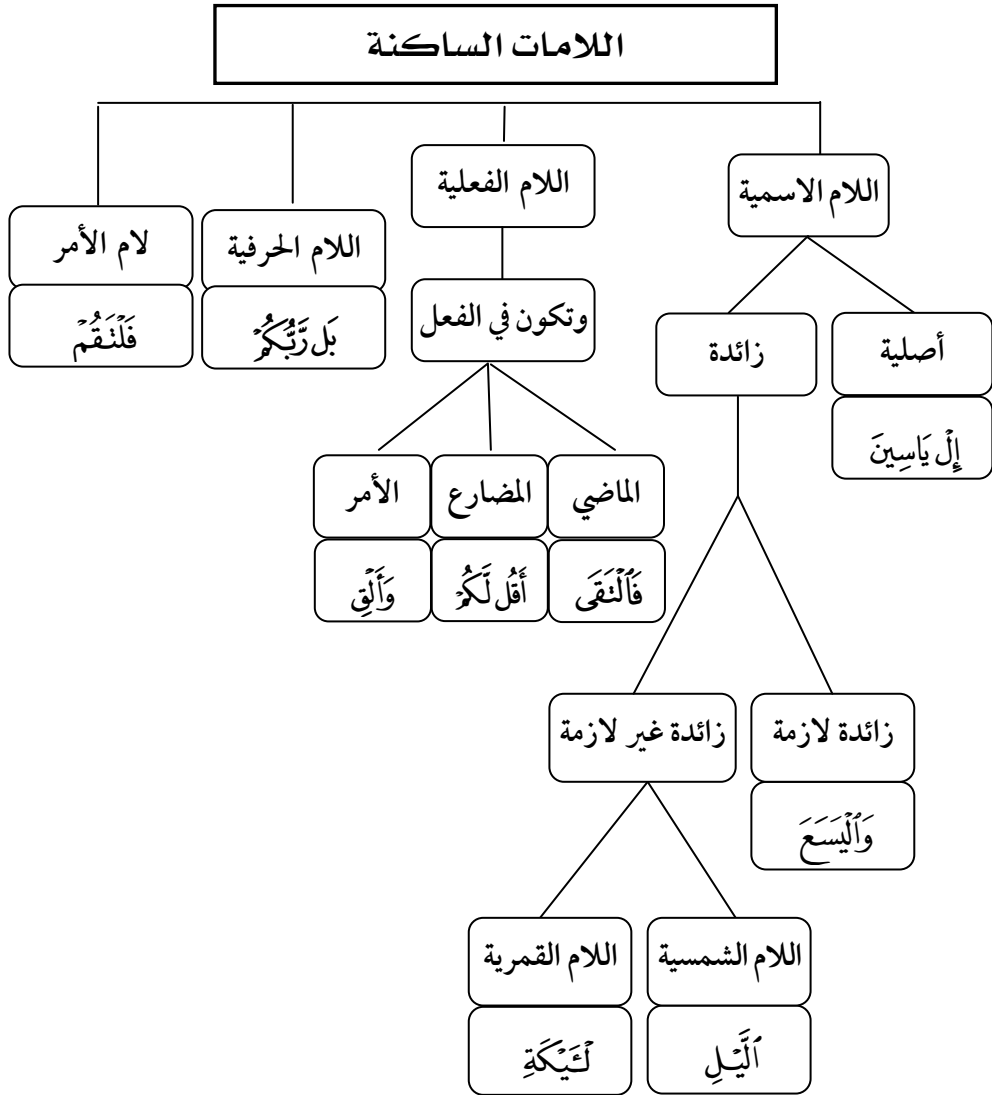 اللامات الساكنة
اللام الاسمية
اللام الفعلية
اللام الحرفية
لام الأمر
بَل رَّبُّكُمْ
فَلْتَقُمْ
وتكون في الفعل
أصلية
زائدة
إِلْ يَاسِينَ
الماضي
المضارع
الأمر
فَٱلْتَقَى
أَقُل لَّكُمْ
وَأَلْقِ
زائدة لازمة
زائدة غير لازمة
وَٱلْيَسَعَ
اللام الشمسية
اللام القمرية
ٱلَّيْلِ
لْـَٔيْكَةِ